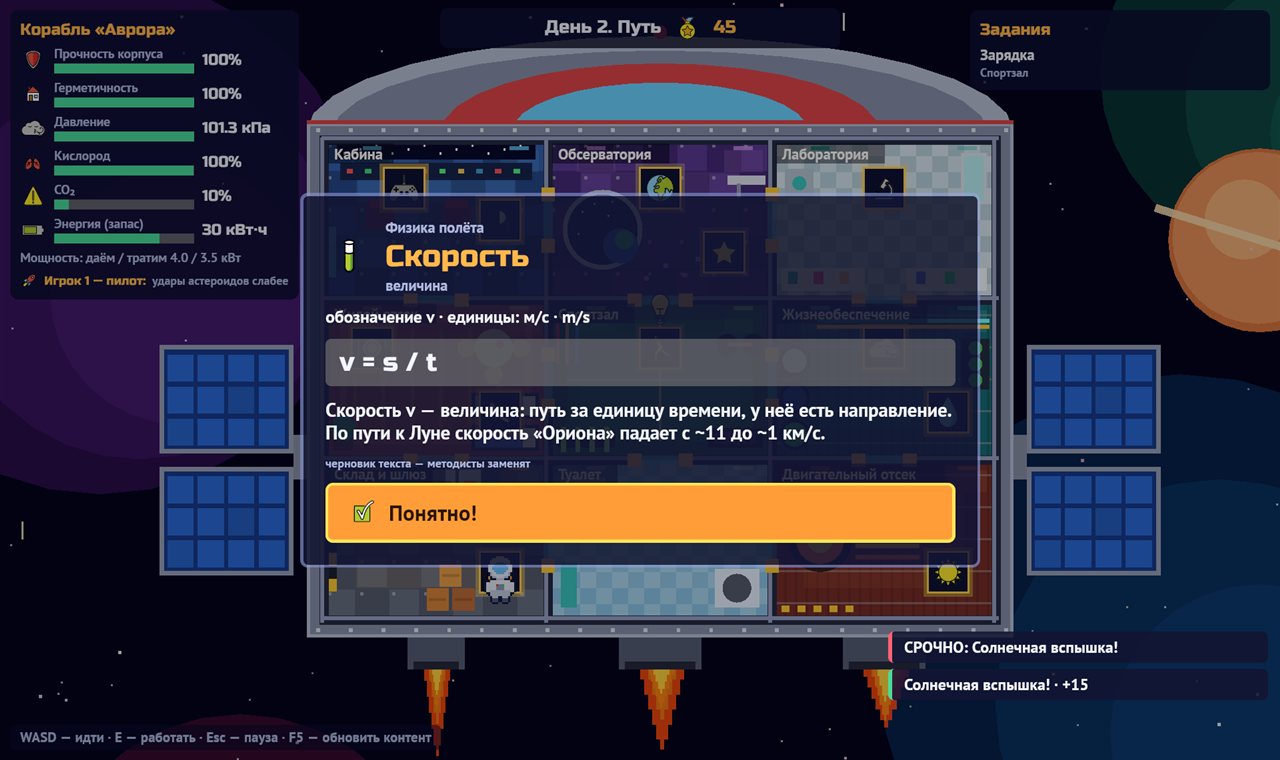 Корабль «Аврора»
Прочность корпуса
100%
Герметичность
100%
Давление
101.3 кПа
Кислород
100%
CO₂
10%
Энергия (запас)
30 кВт·ч
Мощность: даём / тратим 4.0 / 3.5 кВт
Игрок 1 — пилот: удары астероидов слабее
День 2. Путь
45
Задания
Зарядка
Спортзал
Кабина
Обсерватория
Лаборатория
Физика полёта
Скорость
величина
обозначение v · единицы: м/с · m/s
Жизнеобеспечение
v = s / t
Скорость v — величина: путь за единицу времени, у неё есть направление.
По пути к Луне скорость «Ориона» падает с ~11 до ~1 км/с.
черновик текста — методисты заменят
Склад и шлюз
Туалет
Двигательный отсек
Понятно!
СРОЧНО: Солнечная вспышка!
Солнечная вспышка! · +15
WASD — идти · E — работать · Esc — пауза · F5 — обновить контент